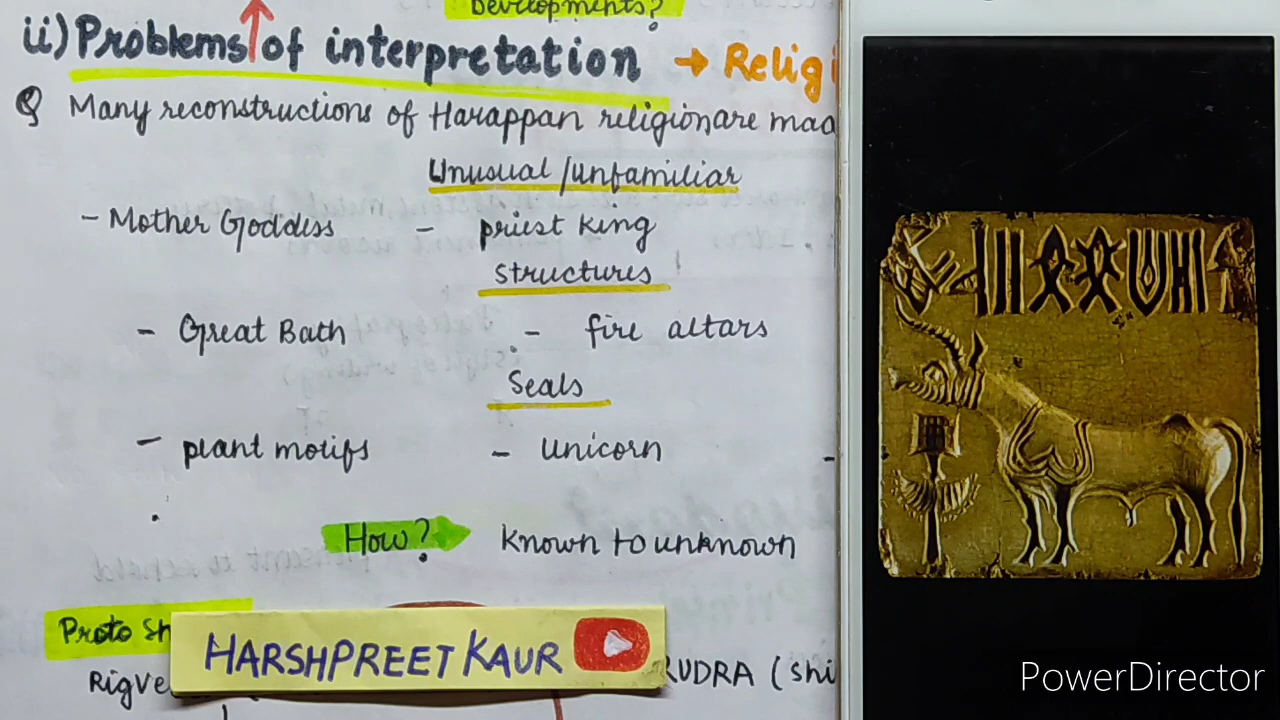 Developments?
ii) Problems of interpretation → Religi
Q Many reconstructions of Harappan religion are mad
Unusual/unfamiliar
- Mother Goddess - priest king
structures
- Great Bath - fire altars
Seals
- plant motifs - unicorn -
How? known to unknown
Proto Sh
HARSHPREET KAUR
RigVe RUDRA (Shi
PowerDirector